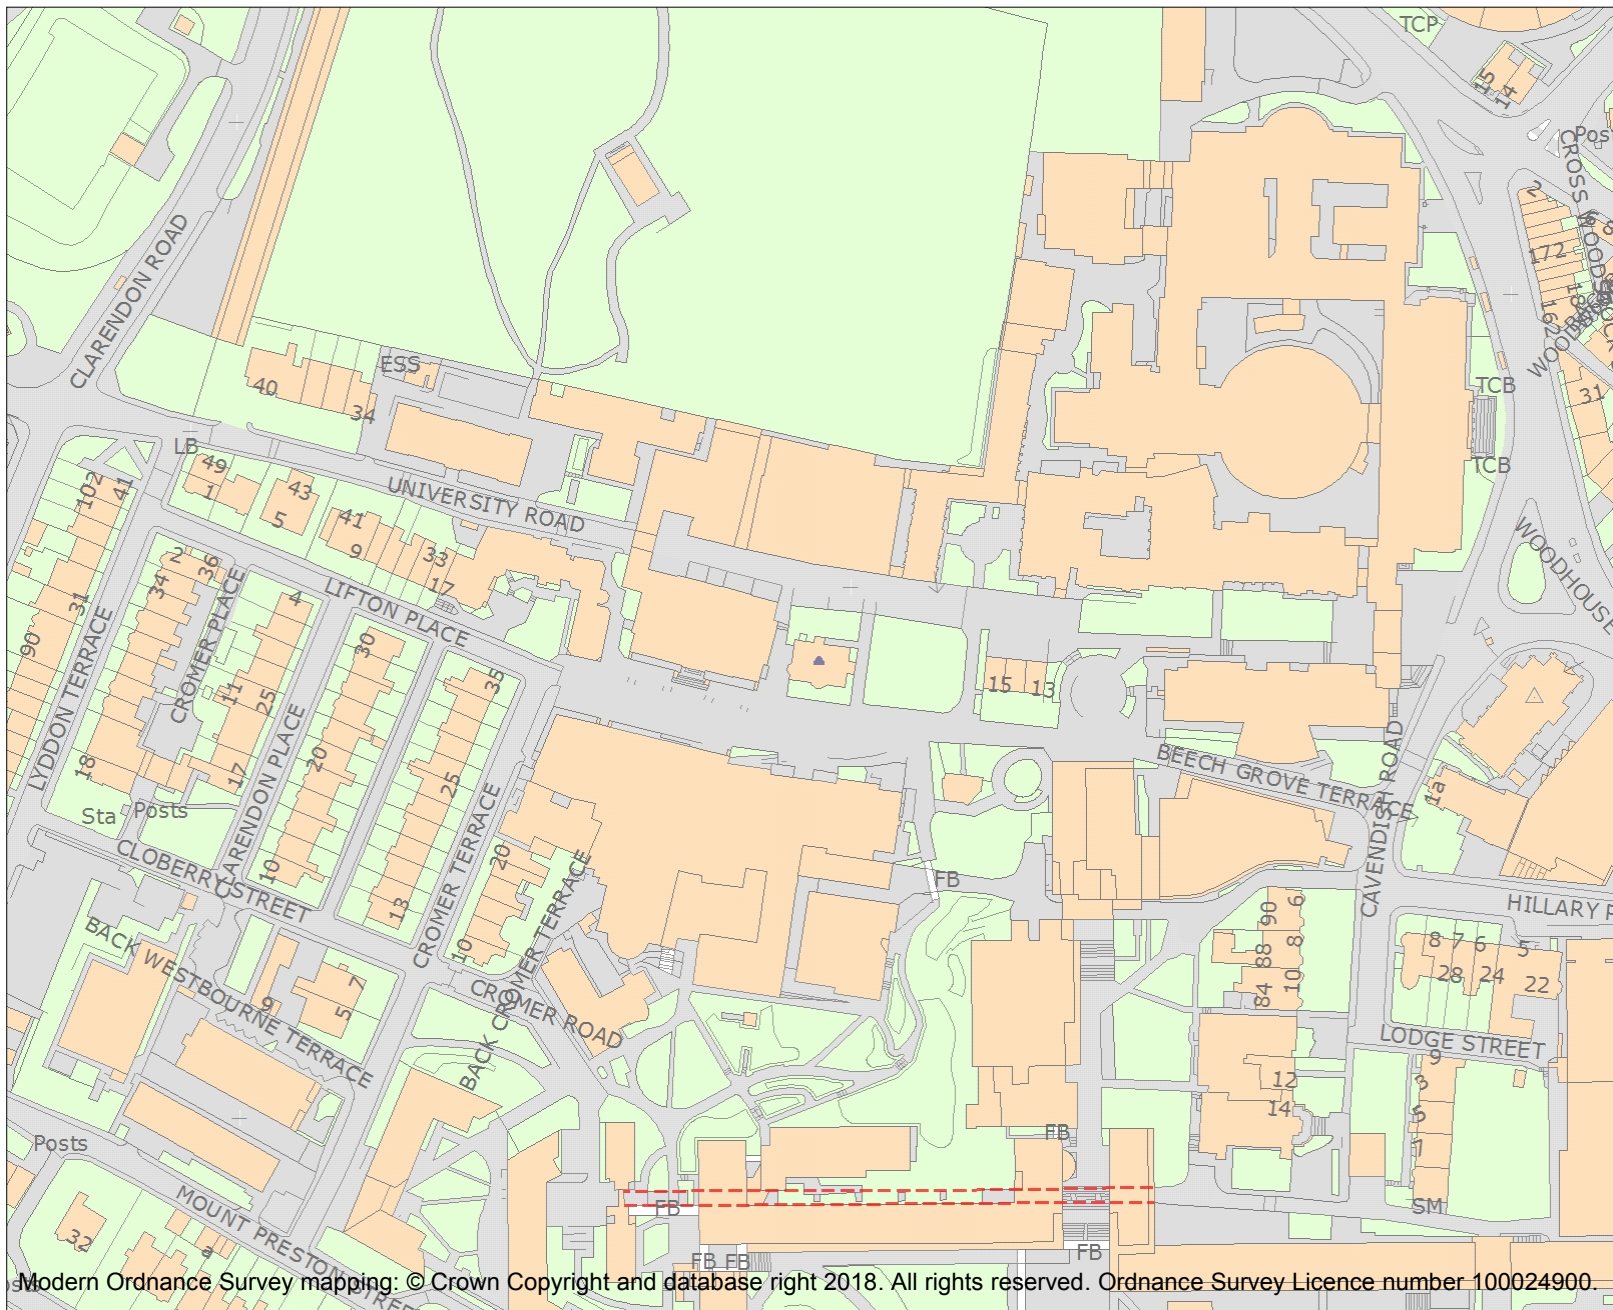 TCP
15
14
Pos
CROSS WOODS
2
172
162
CLARENDON ROAD
ESS
40
34
WOOD
31
TCB
TCB
LB
49
1
43
5
41
9
33
17
UNIVERSITY ROAD
102
41
WOODHOUSE
2
36
34
31
90
4
LIFTON PLACE
30
35
LYDDON TERRACE
CROMER PLACE
11
25
CLARENDON PLACE
20
25
18
17
15
13
BEECH GROVE TERRACE
CAVENDISH ROAD
1a
Sta
Posts
CLOBERRY STREET
10
13
CROMER TERRACE
20
10
BACK CROMER TERRACE
FB
HILLARY P
90
6
88
8
84
10
8
7
6
5
28
24
22
BACK WESTBOURNE TERRACE
9
7
5
CROMER ROAD
LODGE STREET
9
3
5
7
12
14
Posts
FB
FB
SM
MOUNT PRESTON STREE
32
a
FB
FB
FB
Modern Ordnance Survey mapping: © Crown Copyright and database right 2018. All rights reserved. Ordnance Survey Licence number 100024900.